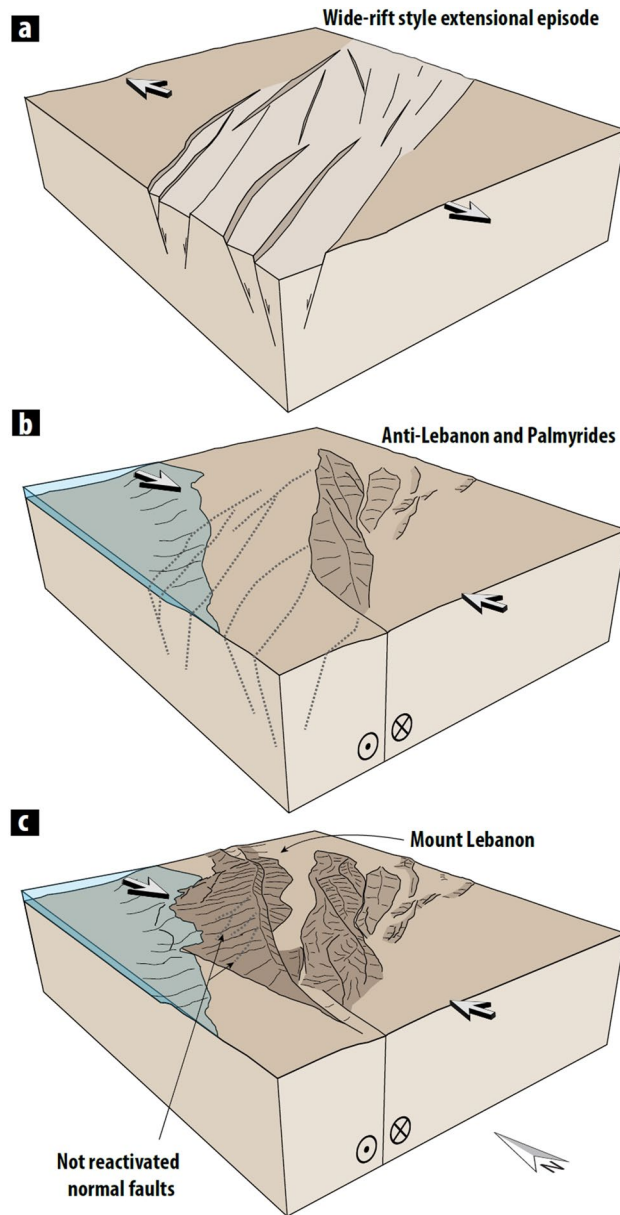 a
Wide-rift style extensional episode
b
Anti-Lebanon and Palmyrides
c
Mount Lebanon
Not reactivated
normal faults
N